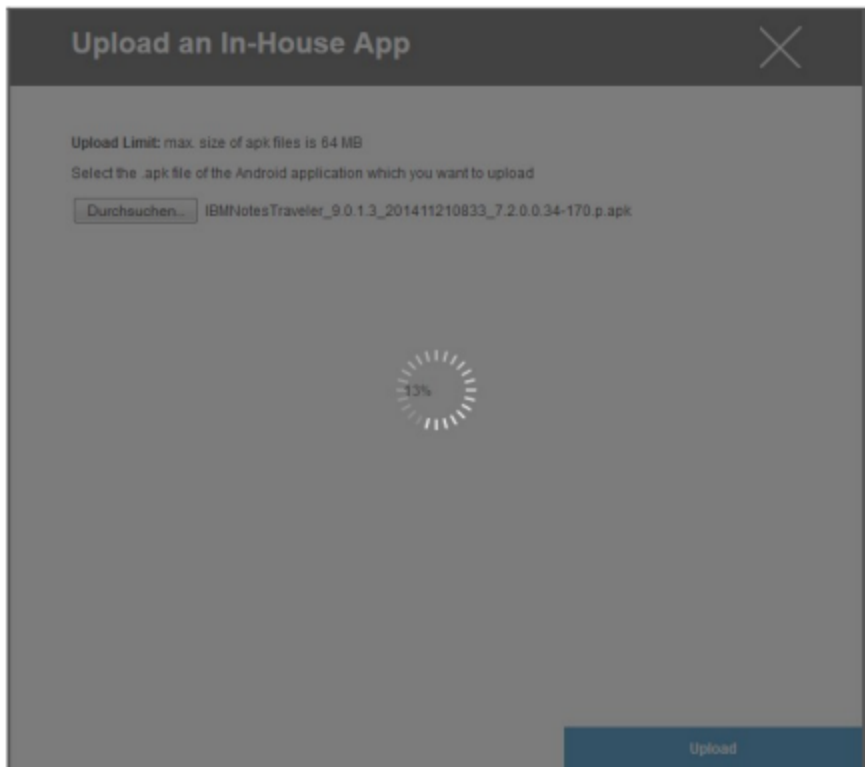 Upload an In-House App
Upload Limit: max. size of apk files is 64 MB
Select the .apk file of the Android application which you want to upload
Durchsuchen... IBMNotesTraveler_9.0.1.3_201411210833_7.2.0.0.34-170.p.apk
13%
Upload